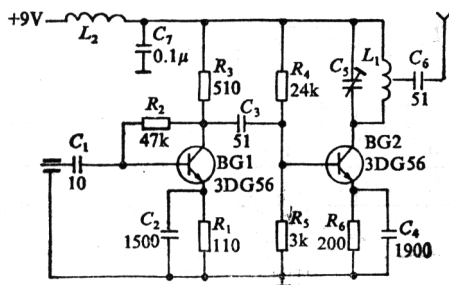 +9V
L₂
C₇
0.1μ
R₃
510
R₄
24k
C₅
L₁
C₆
51
R₂
47k
C₃
51
C₁
10
BG1
3DG56
BG2
3DG56
C₂
1500
R₁
110
R₅
3k
R₆
200
C₄
1900